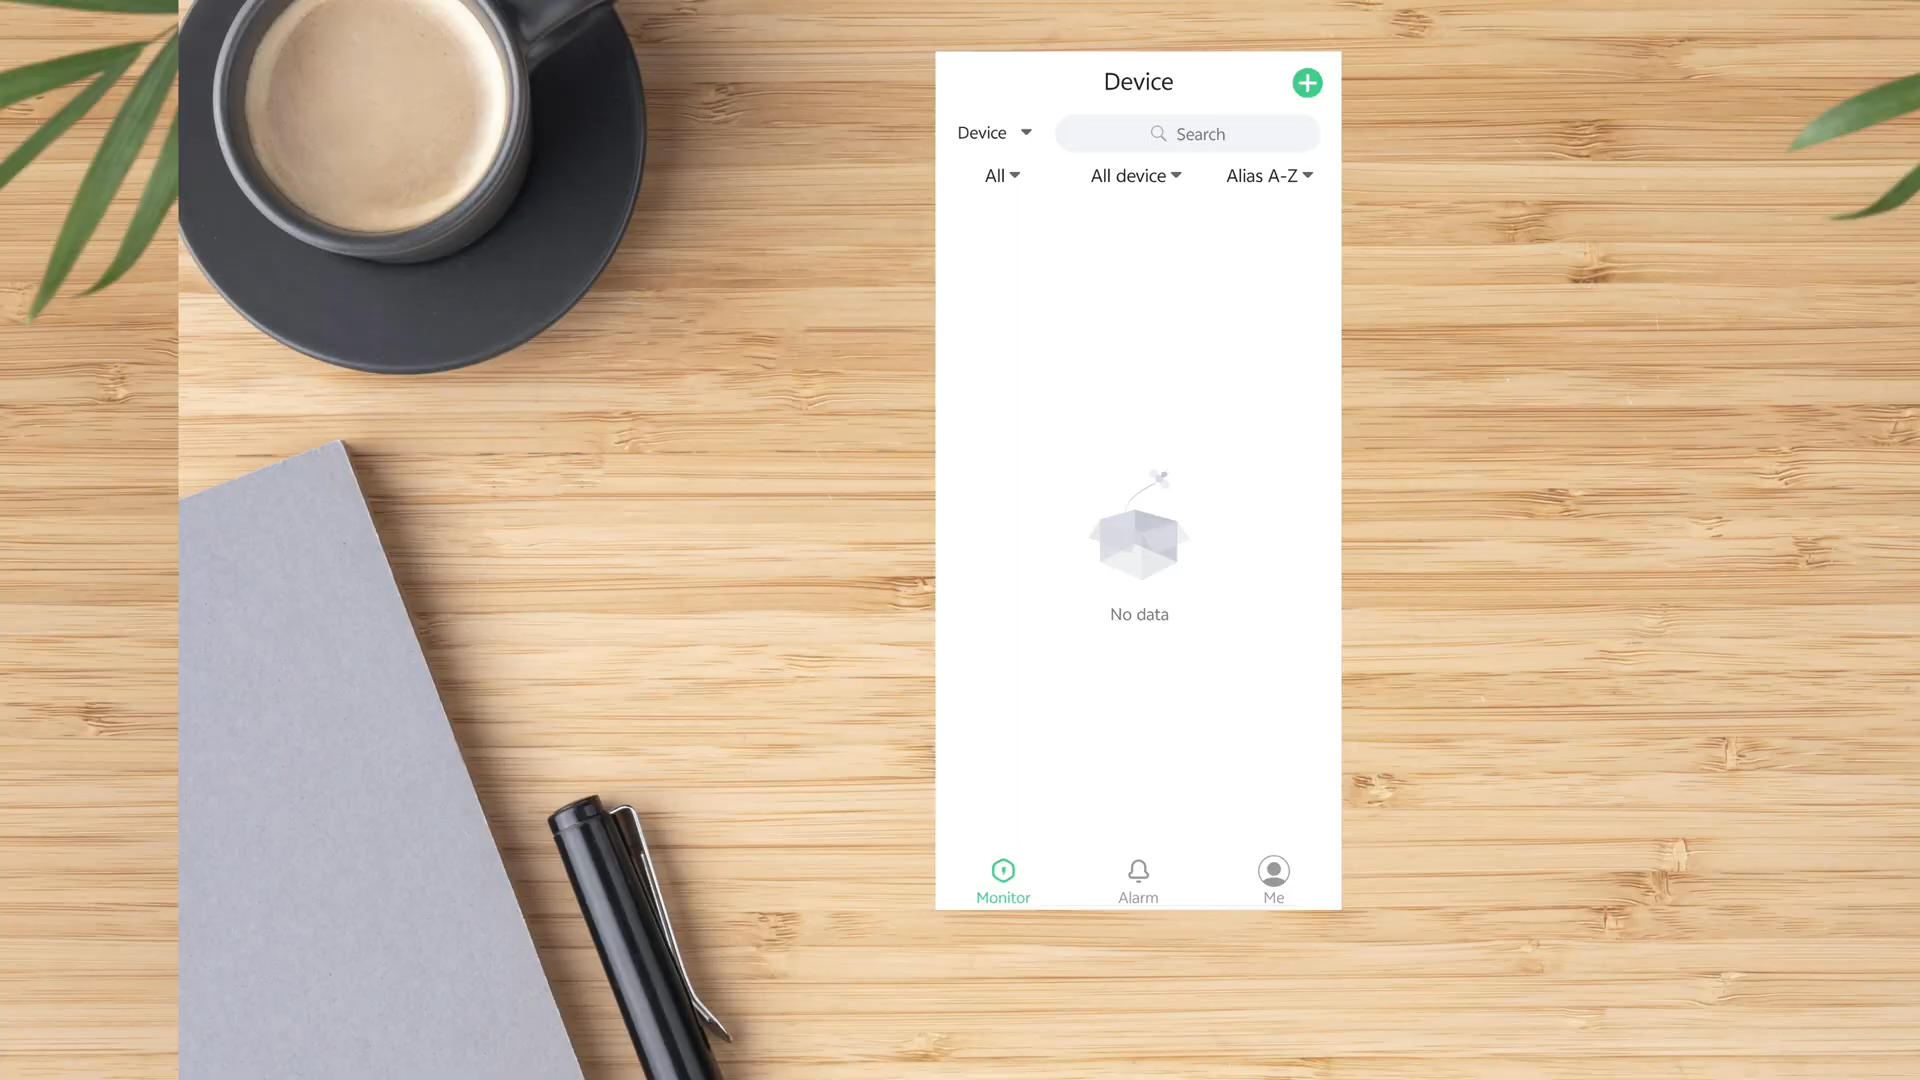 Device
Device
Search
All
All device
Alias A-Z
No data
Monitor
Alarm
Me